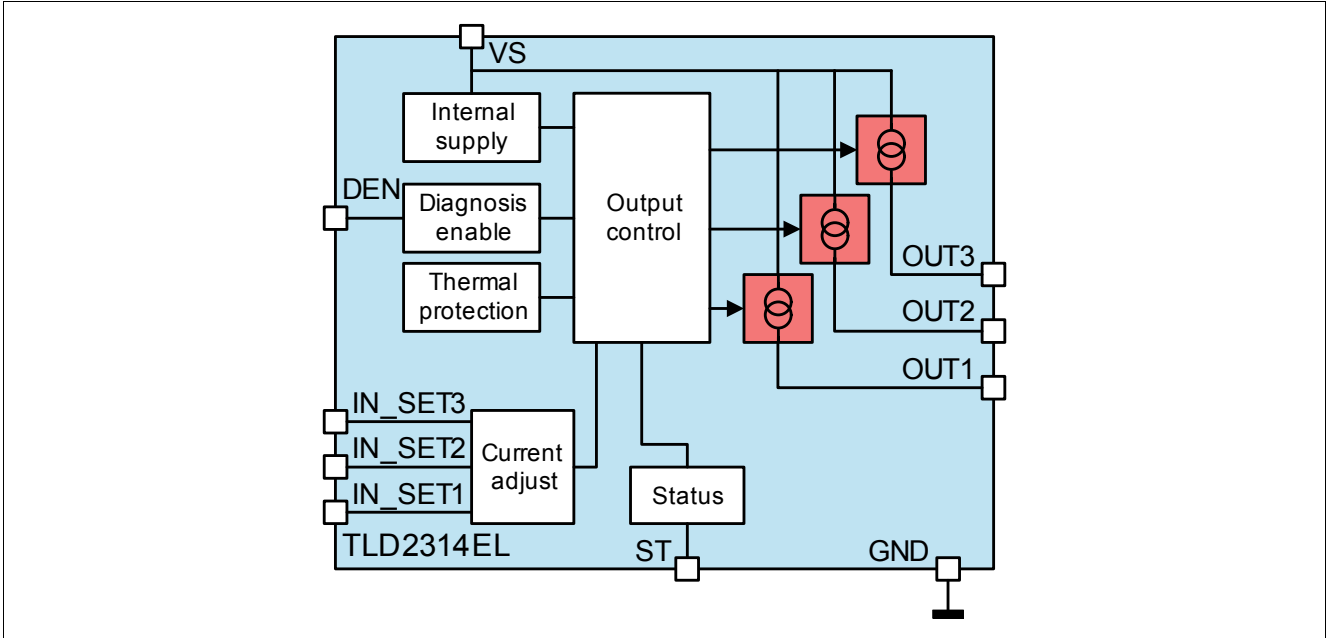 VS
Internal
supply
DEN
Diagnosis
enable
Output
control
Thermal
protection
OUT3
OUT2
OUT1
IN_SET3
IN_SET2
IN_SET1
Current
adjust
Status
TLD2314EL
ST
GND